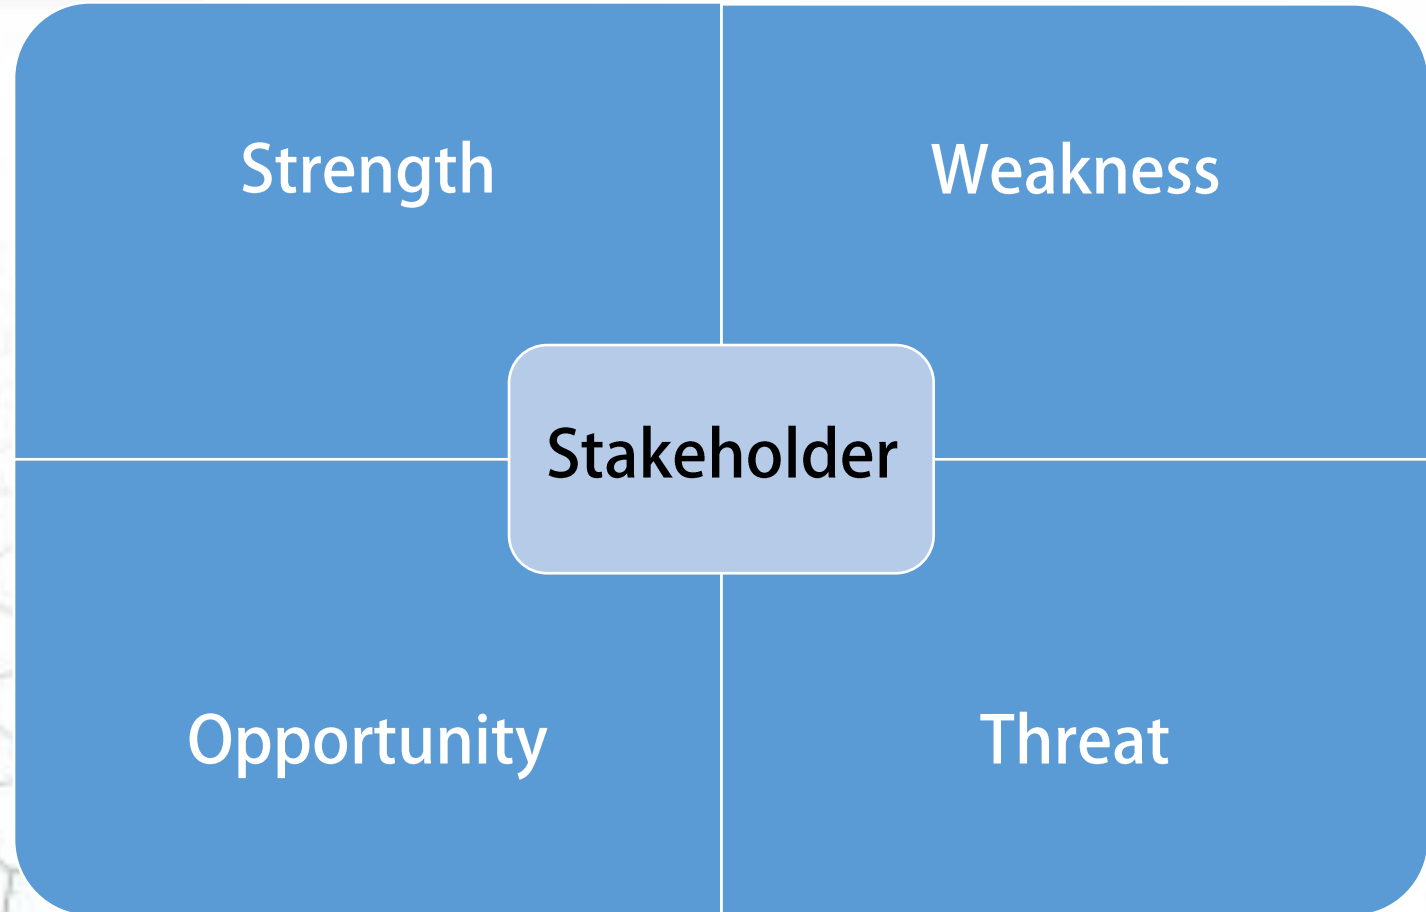 Strength
Weakness
Stakeholder
Opportunity
Threat